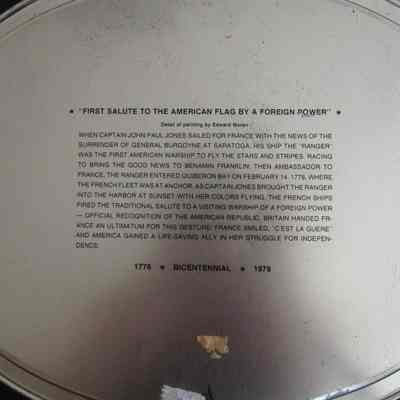 ★ "FIRST SALUTE TO THE AMERICAN FLAG BY A FOREIGN POWER" ★
Detail of painting by Edward Moran
WHEN CAPTAIN JOHN PAUL JONES SAILED FOR FRANCE WITH THE NEWS OF THE
SURRENDER OF GENERAL BURGOYNE AT SARATOGA, HIS SHIP THE "RANGER"
WAS THE FIRST AMERICAN WARSHIP TO FLY THE STARS AND STRIPES. RACING
TO BRING THE GOOD NEWS TO BENAMIN FRANKLIN, THEN AMBASSADOR TO
FRANCE, THE RANGER ENTERED QUIBERON BAY ON FEBRUARY 14, 1778, WHERE
THE FRENCH FLEET WAS AT ANCHOR. AS CAPTAIN JONES BROUGHT THE RANGER
INTO THE HARBOR AT SUNSET WITH HER COLORS FLYING, THE FRENCH SHIPS
FIRED THE TRADITIONAL SALUTE TO A VISITING WARSHIP OF A FOREIGN POWER
— OFFICIAL RECOGNITION OF THE AMERICAN REPUBLIC. BRITAIN HANDED FR-
ANCE AN ULTIMATUM FOR THIS GESTURE; FRANCE SMILED, 'C'EST LA GUERE'
AND AMERICA GAINED A LIFE-SAVING ALLY IN HER STRUGGLE FOR INDEPEN-
DENCE.
1776 ★ BICENTENNIAL ★ 1976